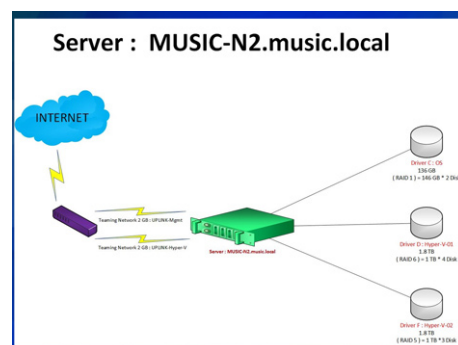 Server : MUSIC-N2.music.local
INTERNET
Driver C : OS
136 GB
( RAID 1 ) = 146 GB * 2 Dis
Teaming Network 2 GB : UPLINK-Mgmt
Teaming Network 2 GB : UPLINK-Hyper-V
Server : MUSIC-N2.music.local
Driver D : Hyper-V-01
1.8 TB
( RAID 6 ) = 1 TB * 4 Disk
Driver F : Hyper-V-02
1.8 TB
( RAID 5 ) = 1 TB * 3 Disk